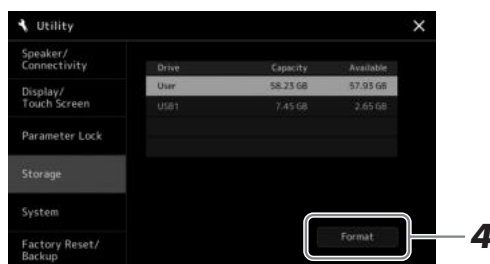 Utility
Speaker/
Connectivity
Display/
Touch Screen
Parameter Lock
Storage
System
Factory Reset/
Backup
Drive Capacity Available
User 58.23 GB 57.93 GB
USB1 7.45 GB 2.65 GB
Format
4